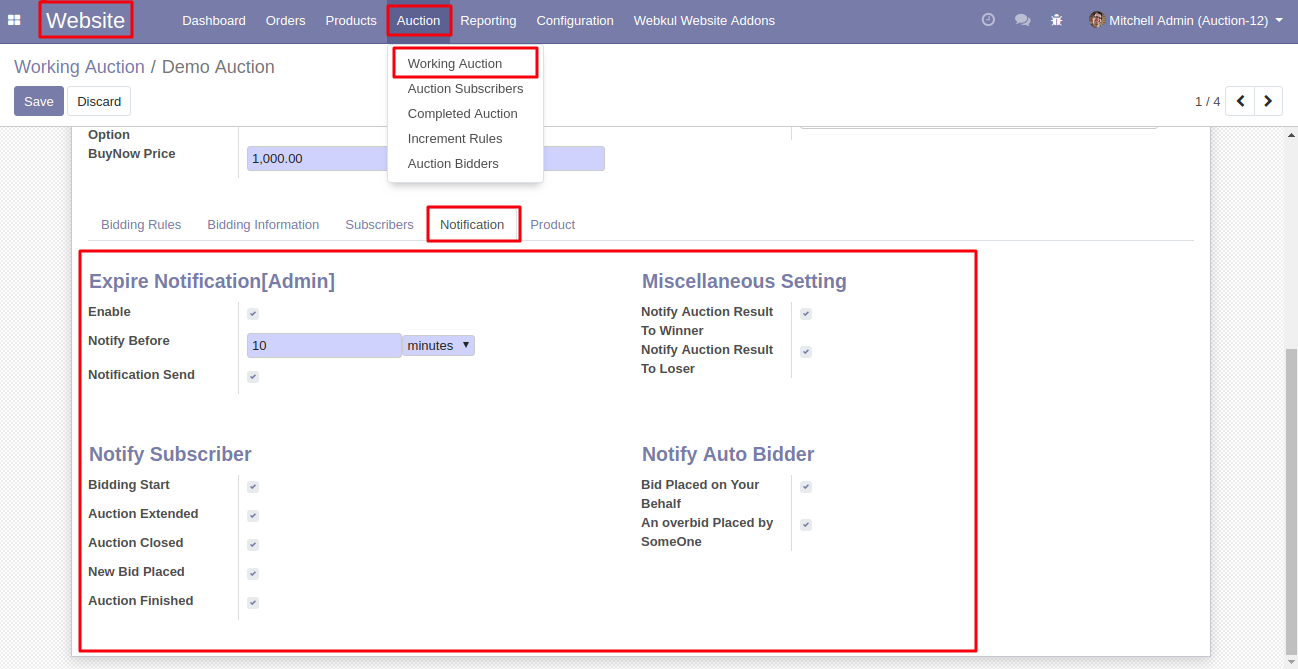 Website
Dashboard Orders Products Auction Reporting Configuration Webkul Website Addons
Mitchell Admin (Auction-12)
Working Auction / Demo Auction
Save Discard
1 / 4
Working Auction
Auction Subscribers
Completed Auction
Increment Rules
Auction Bidders
Option
BuyNow Price
1,000.00
Bidding Rules Bidding Information Subscribers Notification Product
Expire Notification[Admin]
Enable
Notify Before
10 minutes
Notification Send
Miscellaneous Setting
Notify Auction Result
To Winner
Notify Auction Result
To Loser
Notify Subscriber
Bidding Start
Auction Extended
Auction Closed
New Bid Placed
Auction Finished
Notify Auto Bidder
Bid Placed on Your
Behalf
An overbid Placed by
SomeOne